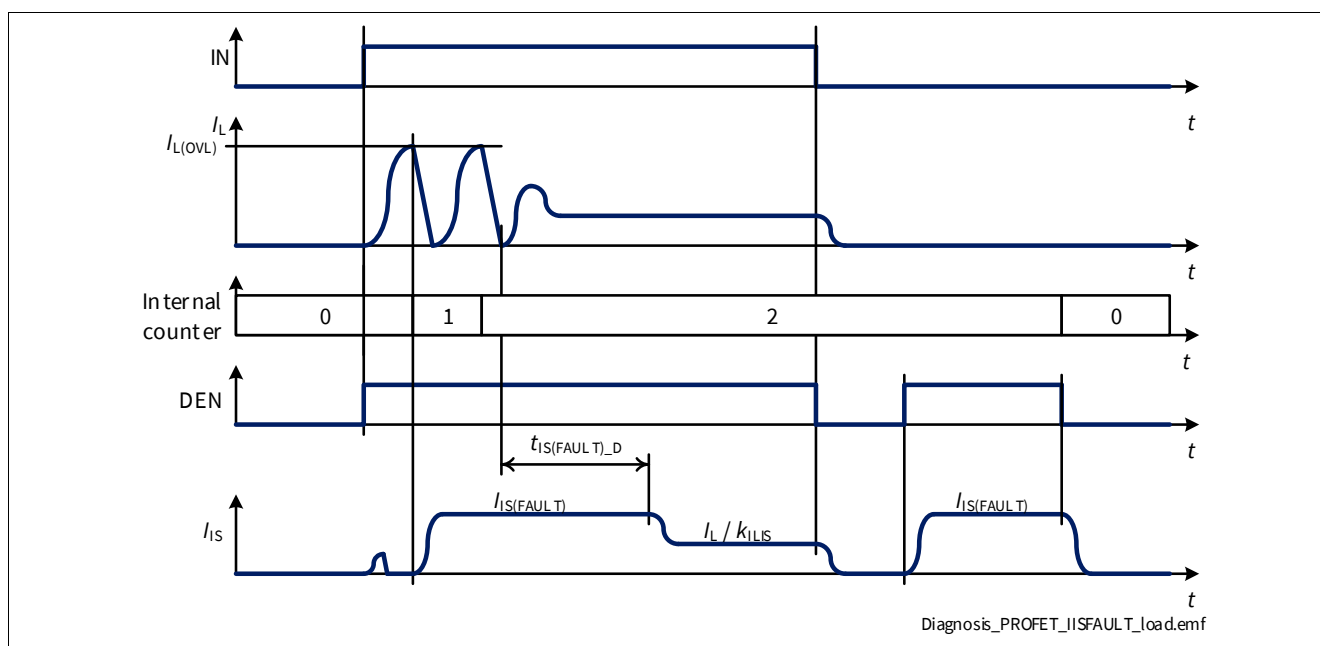 IN
t
I_L
I_L(OVL)
t
Internal
counter
0
1
2
0
t
DEN
t
t_IS(FAULT)_D
I_IS(FAULT)
I_IS(FAULT)
I_IS
I_L / k_ILIS
t
Diagnosis_PROFET_IISFAULT_load.emf